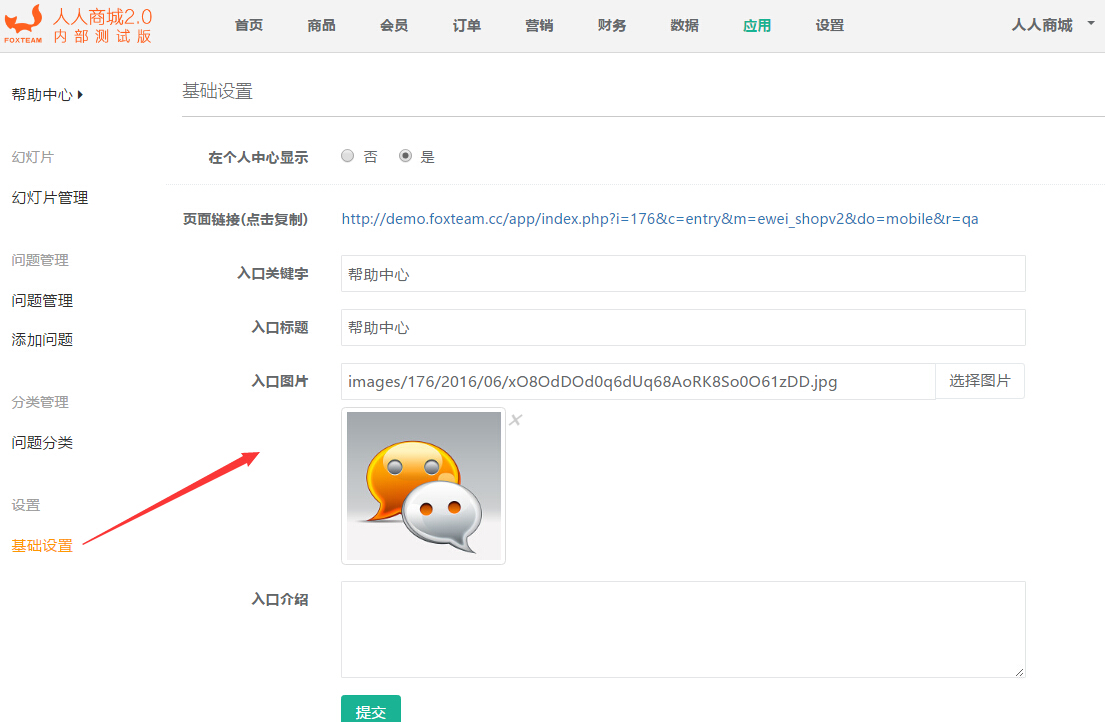 人人商城2.0
内部测试版
FOXTEAM
首页 商品 会员 订单 营销 财务 数据 应用 设置 人人商城
帮助中心
幻灯片
幻灯片管理
问题管理
问题管理
添加问题
分类管理
问题分类
设置
基础设置
基础设置
在个人中心显示 否 是
页面链接(点击复制) http://demo.foxteam.cc/app/index.php?i=176&c=entry&m=ewei_shopv2&do=mobile&r=qa
入口关键字 帮助中心
入口标题 帮助中心
入口图片 images/176/2016/06/xO8OdDOd0q6dUq68AoRK8So0O61zDD.jpg 选择图片
入口介绍
提交